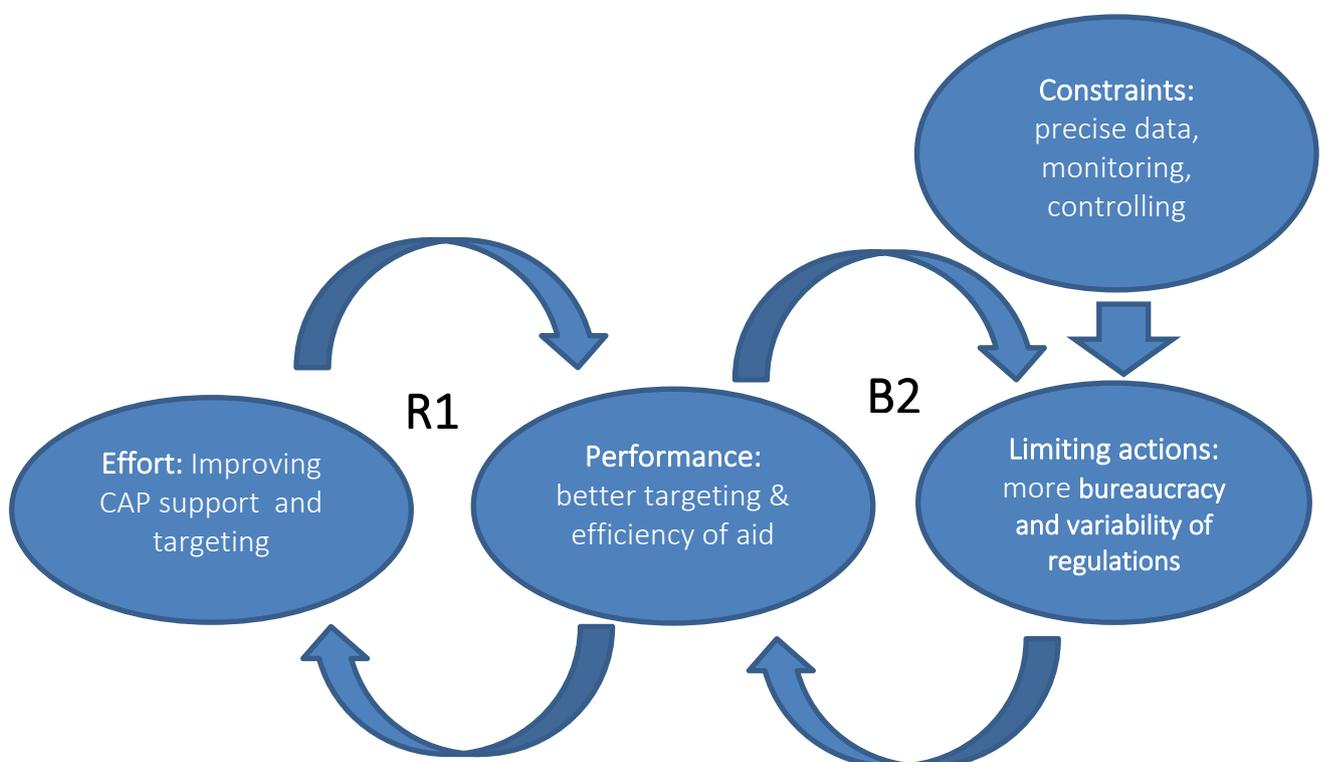 Constraints:
precise data,
monitoring,
controlling
R1
B2
Effort: Improving
CAP support and
targeting
Performance:
better targeting &
efficiency of aid
Limiting actions:
more bureaucracy
and variability of
regulations